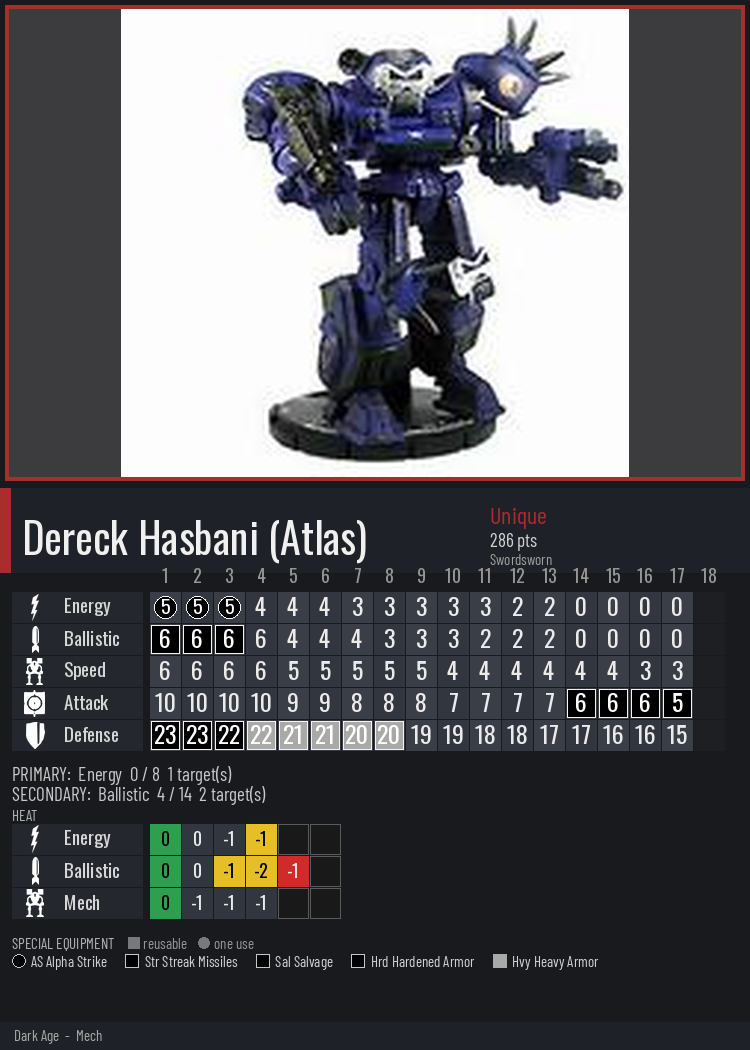 Dereck Hasbani (Atlas)
Unique
286 pts
Swordsworn
1 2 3 4 5 6 7 8 9 10 11 12 13 14 15 16 17 18
Energy 5 5 5 4 4 4 3 3 3 3 3 2 2 0 0 0 0
Ballistic 6 6 6 6 4 4 4 3 3 3 2 2 2 0 0 0 0
Speed 6 6 6 6 5 5 5 5 5 4 4 4 4 4 4 3 3
Attack 10 10 10 10 9 9 8 8 8 7 7 7 7 6 6 6 5
Defense 23 23 22 22 21 21 20 20 19 19 18 18 17 17 16 16 15
PRIMARY: Energy 0 / 8 1 target(s)
SECONDARY: Ballistic 4 / 14 2 target(s)
HEAT
Energy 0 0 -1 -1
Ballistic 0 0 -1 -2 -1
Mech 0 -1 -1 -1
SPECIAL EQUIPMENT reusable one use
AS Alpha Strike Str Streak Missiles Sal Salvage Hrd Hardened Armor Hvy Heavy Armor
Dark Age - Mech